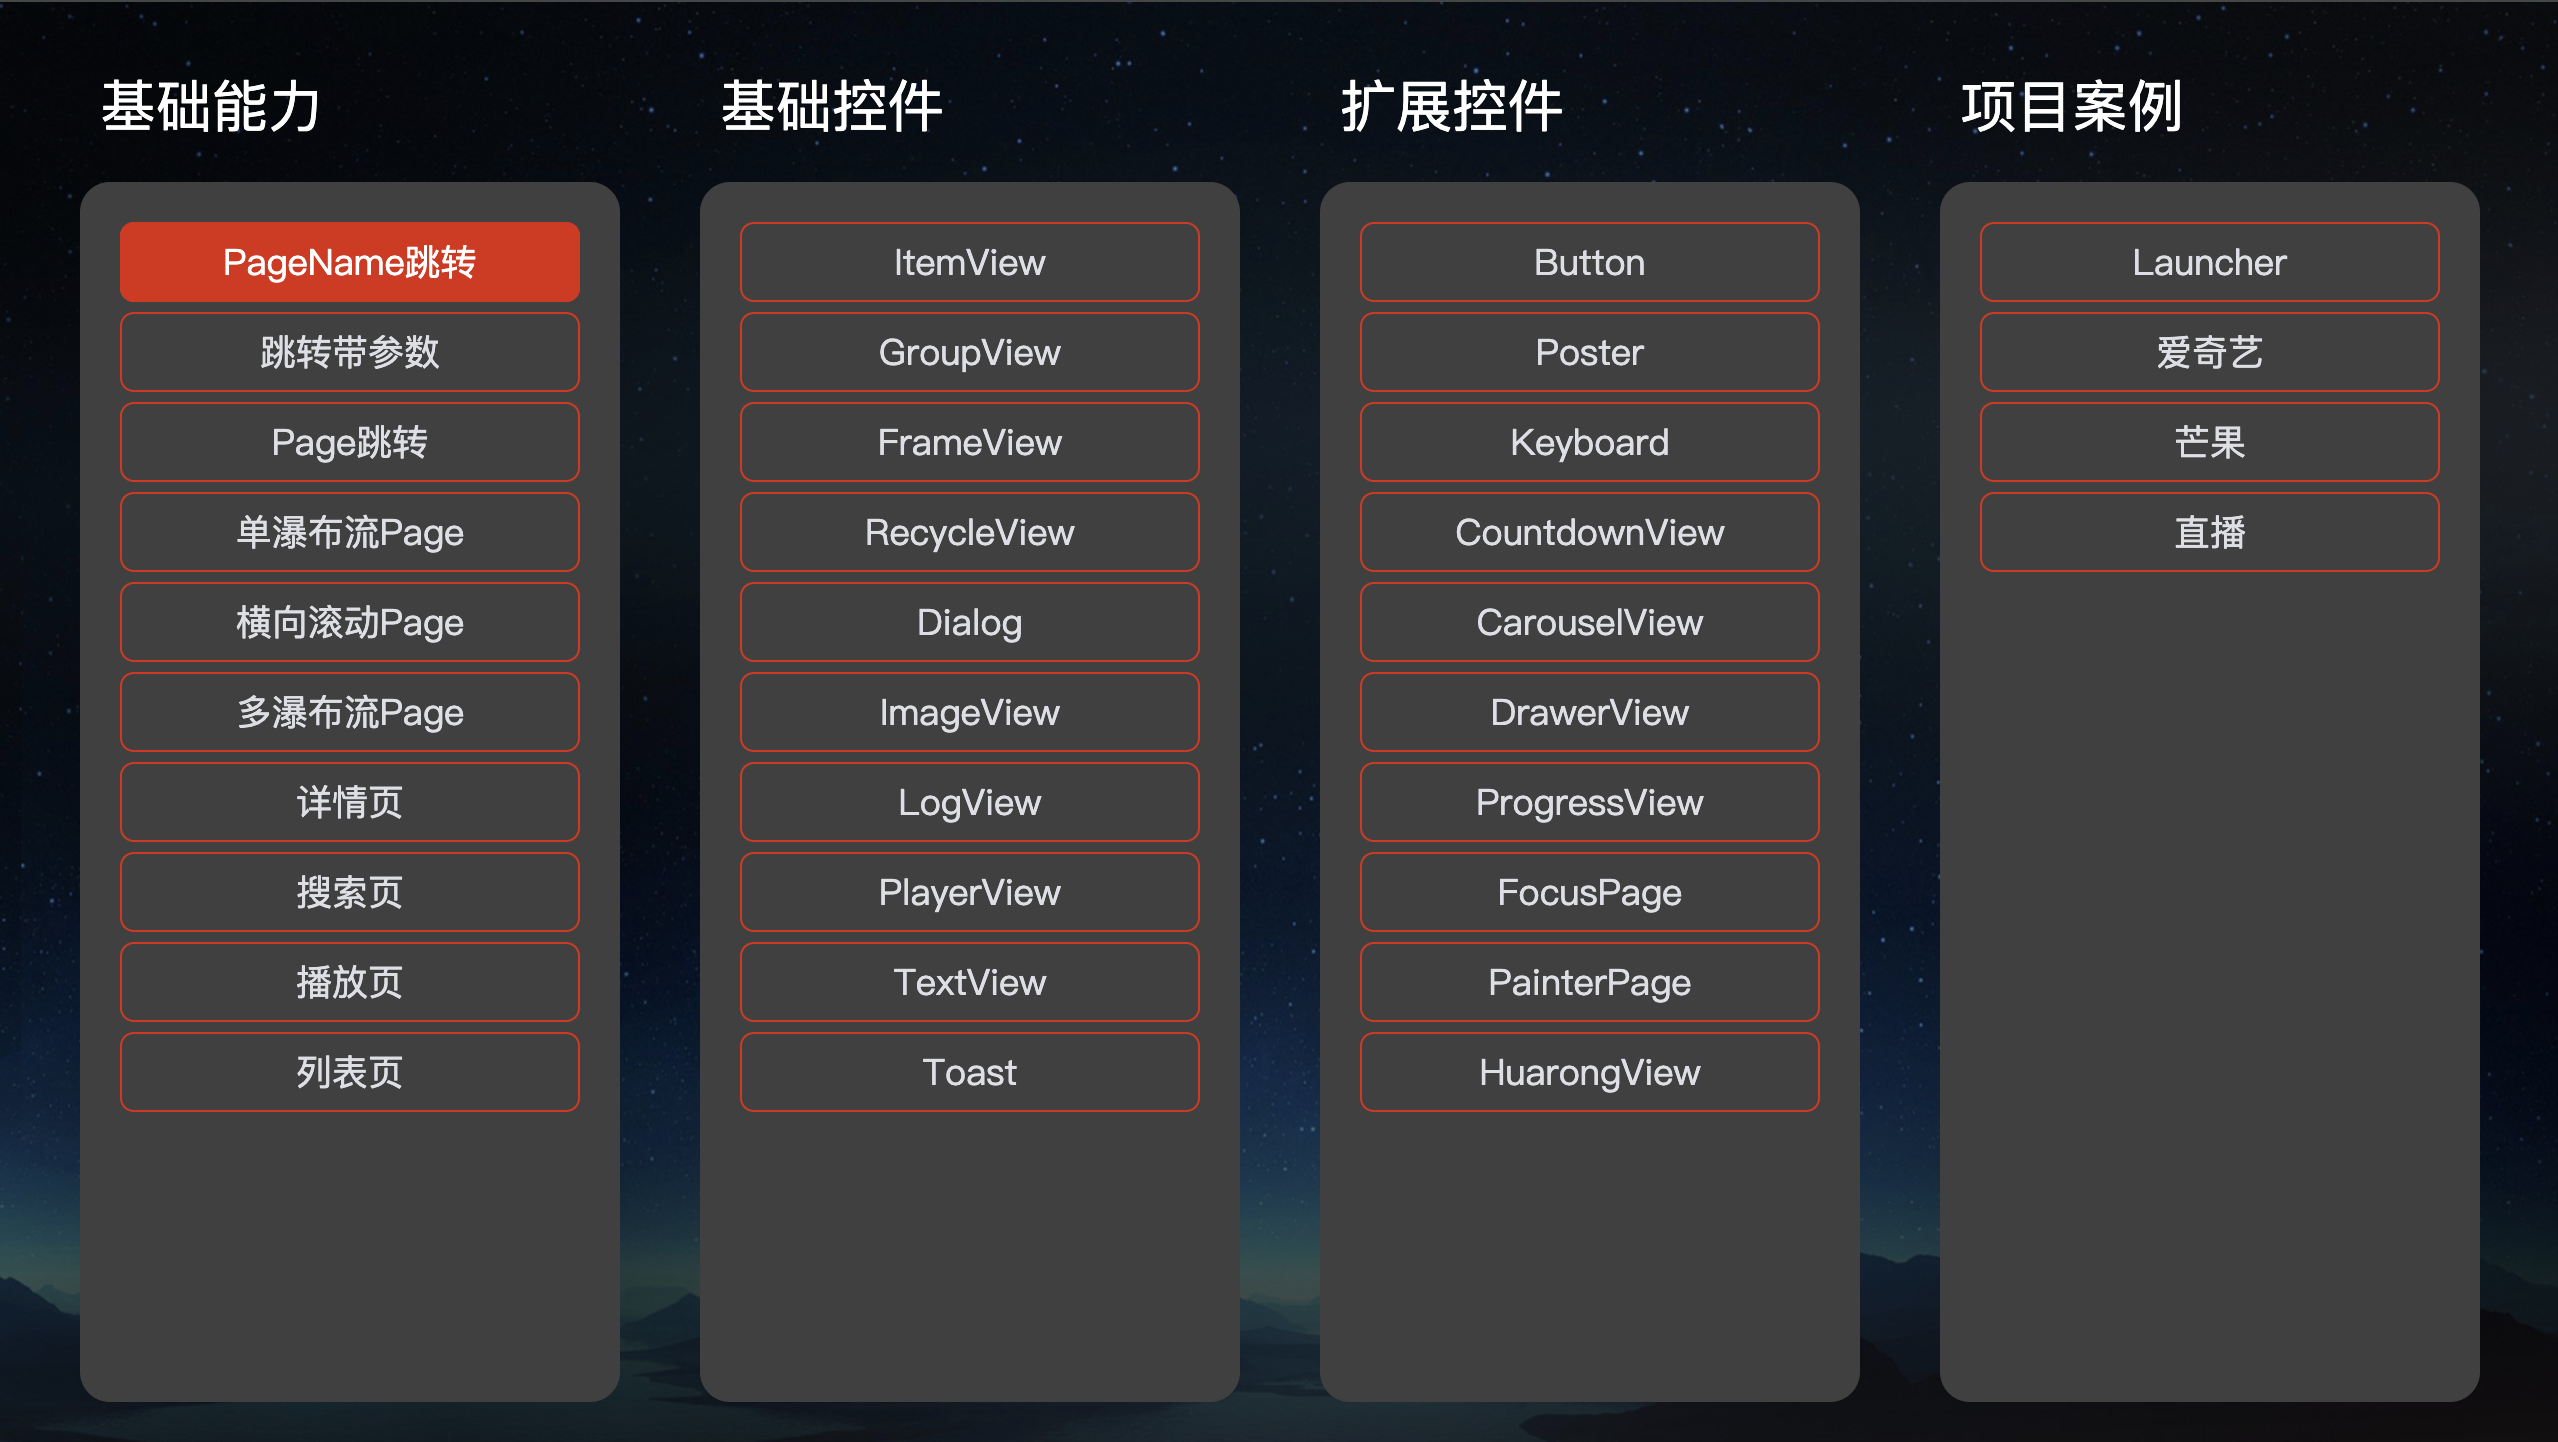 基础能力
PageName跳转
跳转带参数
Page跳转
单瀑布流Page
横向滚动Page
多瀑布流Page
详情页
搜索页
播放页
列表页
基础控件
ItemView
GroupView
FrameView
RecycleView
Dialog
ImageView
LogView
PlayerView
TextView
Toast
扩展控件
Button
Poster
Keyboard
CountdownView
CarouselView
DrawerView
ProgressView
FocusPage
PainterPage
HuarongView
项目案例
Launcher
爱奇艺
芒果
直播